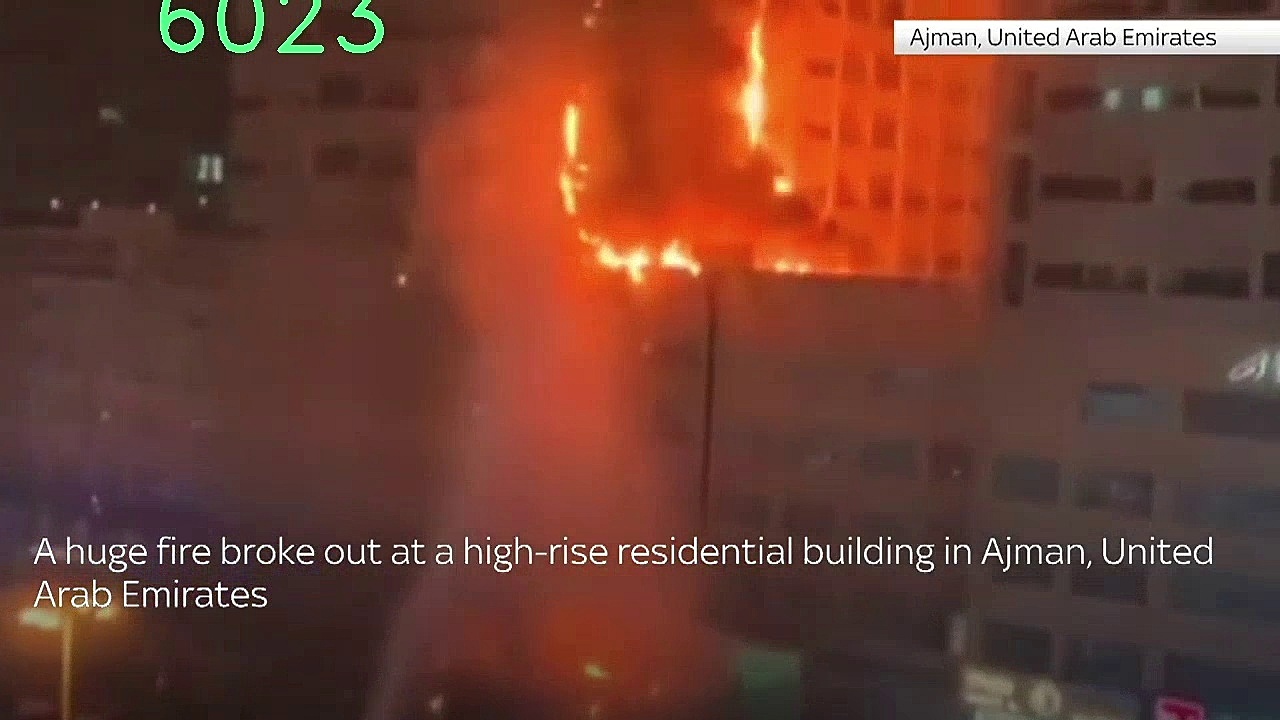 6023
Ajman, United Arab Emirates
A huge fire broke out at a high-rise residential building in Ajman, United
Arab Emirates